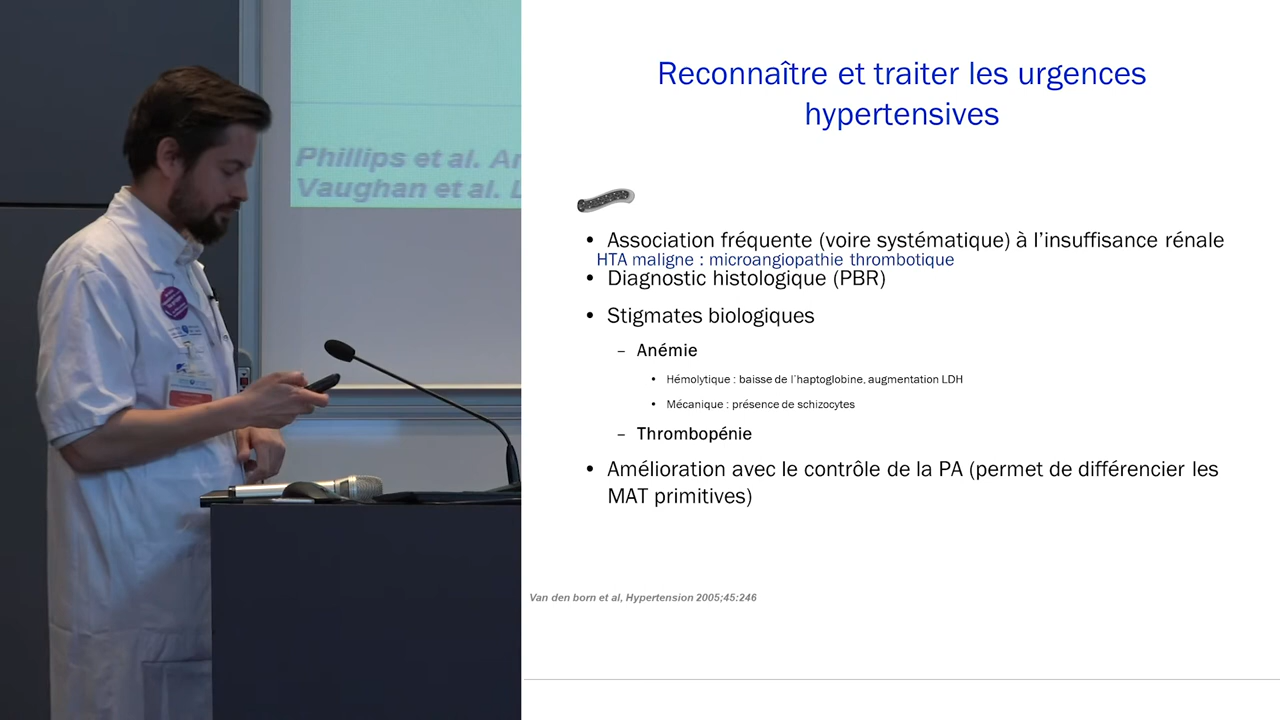 Phillips et al. A
Vaughan et al. L
Reconnaître et traiter les urgences
hypertensives
• Association fréquente (voire systématique) à l'insuffisance rénale
HTA maligne : microangiopathie thrombotique
• Diagnostic histologique (PBR)
• Stigmates biologiques
– Anémie
• Hémolytique : baisse de l'haptoglobine, augmentation LDH
• Mécanique : présence de schizocytes
– Thrombopénie
• Amélioration avec le contrôle de la PA (permet de différencier les
MAT primitives)
Van den born et al, Hypertension 2005;45:246